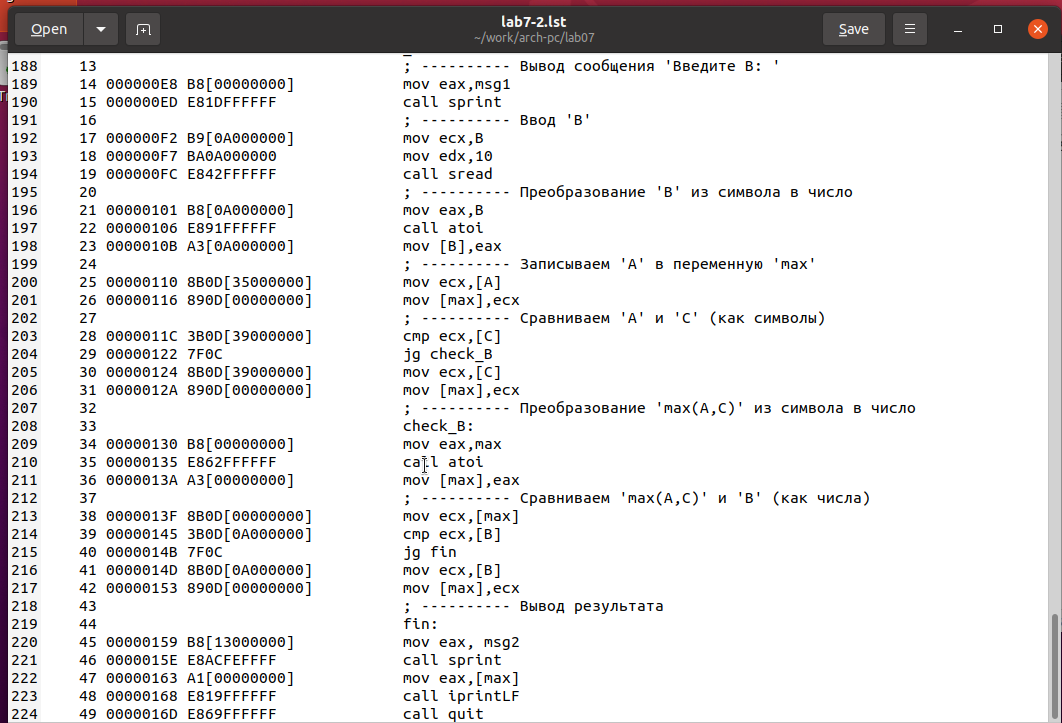 Open
lab7-2.lst
~/work/arch-pc/lab07
Save
188 13 ; ---------- Вывод сообщения 'Введите B: '
189 14 000000E8 B8[00000000] mov eax,msg1
190 15 000000ED E81DFFFFFF call sprint
191 16 ; ---------- Ввод 'B'
192 17 000000F2 B9[0A000000] mov ecx,B
193 18 000000F7 BA0A000000 mov edx,10
194 19 000000FC E842FFFFFF call sread
195 20 ; ---------- Преобразование 'B' из символа в число
196 21 00000101 B8[0A000000] mov eax,B
197 22 00000106 E891FFFFFF call atoi
198 23 0000010B A3[0A000000] mov [B],eax
199 24 ; ---------- Записываем 'A' в переменную 'max'
200 25 00000110 8B0D[35000000] mov ecx,[A]
201 26 00000116 890D[00000000] mov [max],ecx
202 27 ; ---------- Сравниваем 'A' и 'С' (как символы)
203 28 0000011C 3B0D[39000000] cmp ecx,[C]
204 29 00000122 7F0C jg check_B
205 30 00000124 8B0D[39000000] mov ecx,[C]
206 31 0000012A 890D[00000000] mov [max],ecx
207 32 ; ---------- Преобразование 'max(A,C)' из символа в число
208 33 check_B:
209 34 00000130 B8[00000000] mov eax,max
210 35 00000135 E862FFFFFF call atoi
211 36 0000013A A3[00000000] mov [max],eax
212 37 ; ---------- Сравниваем 'max(A,C)' и 'B' (как числа)
213 38 0000013F 8B0D[00000000] mov ecx,[max]
214 39 00000145 3B0D[0A000000] cmp ecx,[B]
215 40 0000014B 7F0C jg fin
216 41 0000014D 8B0D[0A000000] mov ecx,[B]
217 42 00000153 890D[00000000] mov [max],ecx
218 43 ; ---------- Вывод результата
219 44 fin:
220 45 00000159 B8[13000000] mov eax, msg2
221 46 0000015E E8ACFEFFFF call sprint
222 47 00000163 A1[00000000] mov eax,[max]
223 48 00000168 E819FFFFFF call iprintLF
224 49 0000016D E869FFFFFF call quit